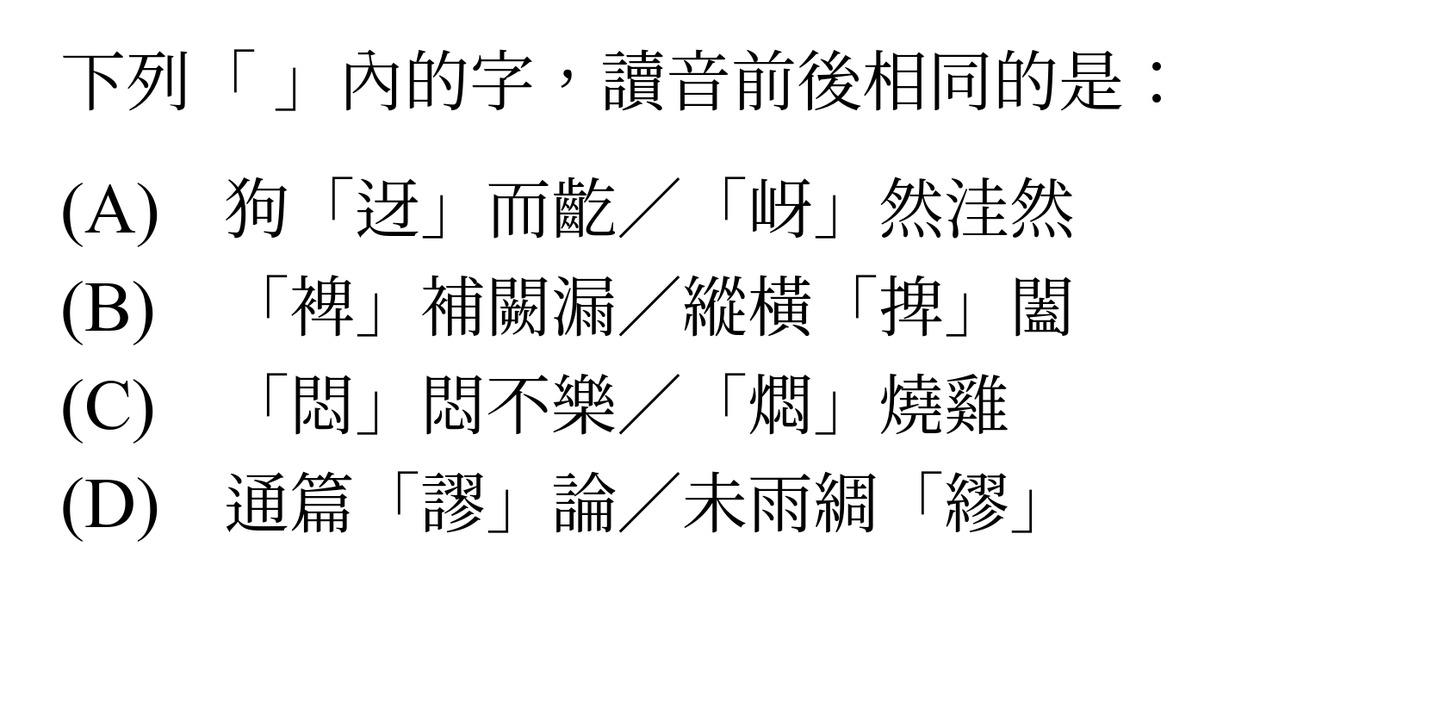 下列「 」內的字，讀音前後相同的是：
(A) 狗「迓」而齕／「岈」然洼然
(B) 「裨」補闕漏／縱橫「捭」闔
(C) 「悶」悶不樂／「燜」燒雞
(D) 通篇「謬」論／未雨綢「繆」